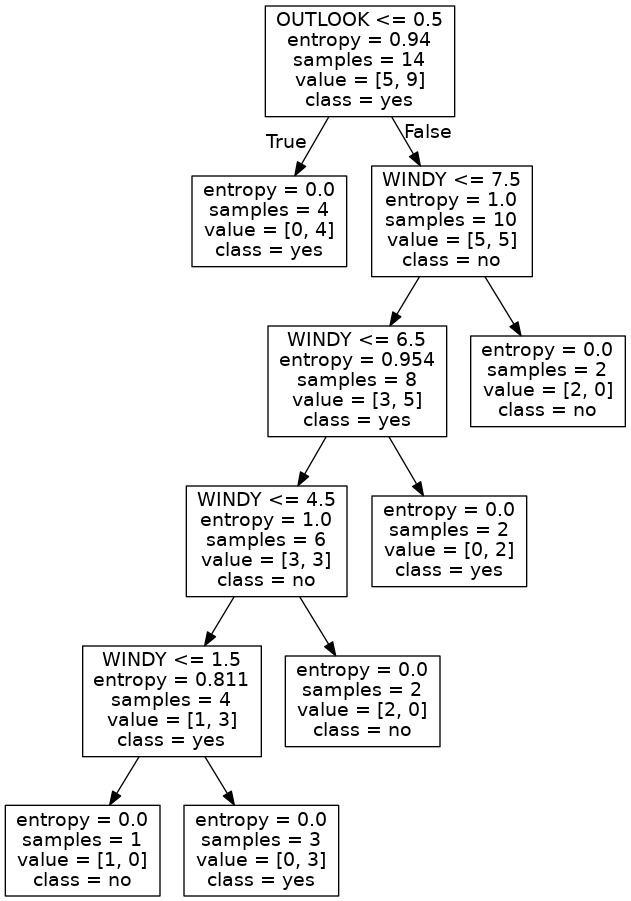 OUTLOOK <= 0.5
entropy = 0.94
samples = 14
value = [5, 9]
class = yes
True
False
entropy = 0.0
samples = 4
value = [0, 4]
class = yes
WINDY <= 7.5
entropy = 1.0
samples = 10
value = [5, 5]
class = no
WINDY <= 6.5
entropy = 0.954
samples = 8
value = [3, 5]
class = yes
entropy = 0.0
samples = 2
value = [2, 0]
class = no
WINDY <= 4.5
entropy = 1.0
samples = 6
value = [3, 3]
class = no
entropy = 0.0
samples = 2
value = [0, 2]
class = yes
WINDY <= 1.5
entropy = 0.811
samples = 4
value = [1, 3]
class = yes
entropy = 0.0
samples = 2
value = [2, 0]
class = no
entropy = 0.0
samples = 1
value = [1, 0]
class = no
entropy = 0.0
samples = 3
value = [0, 3]
class = yes